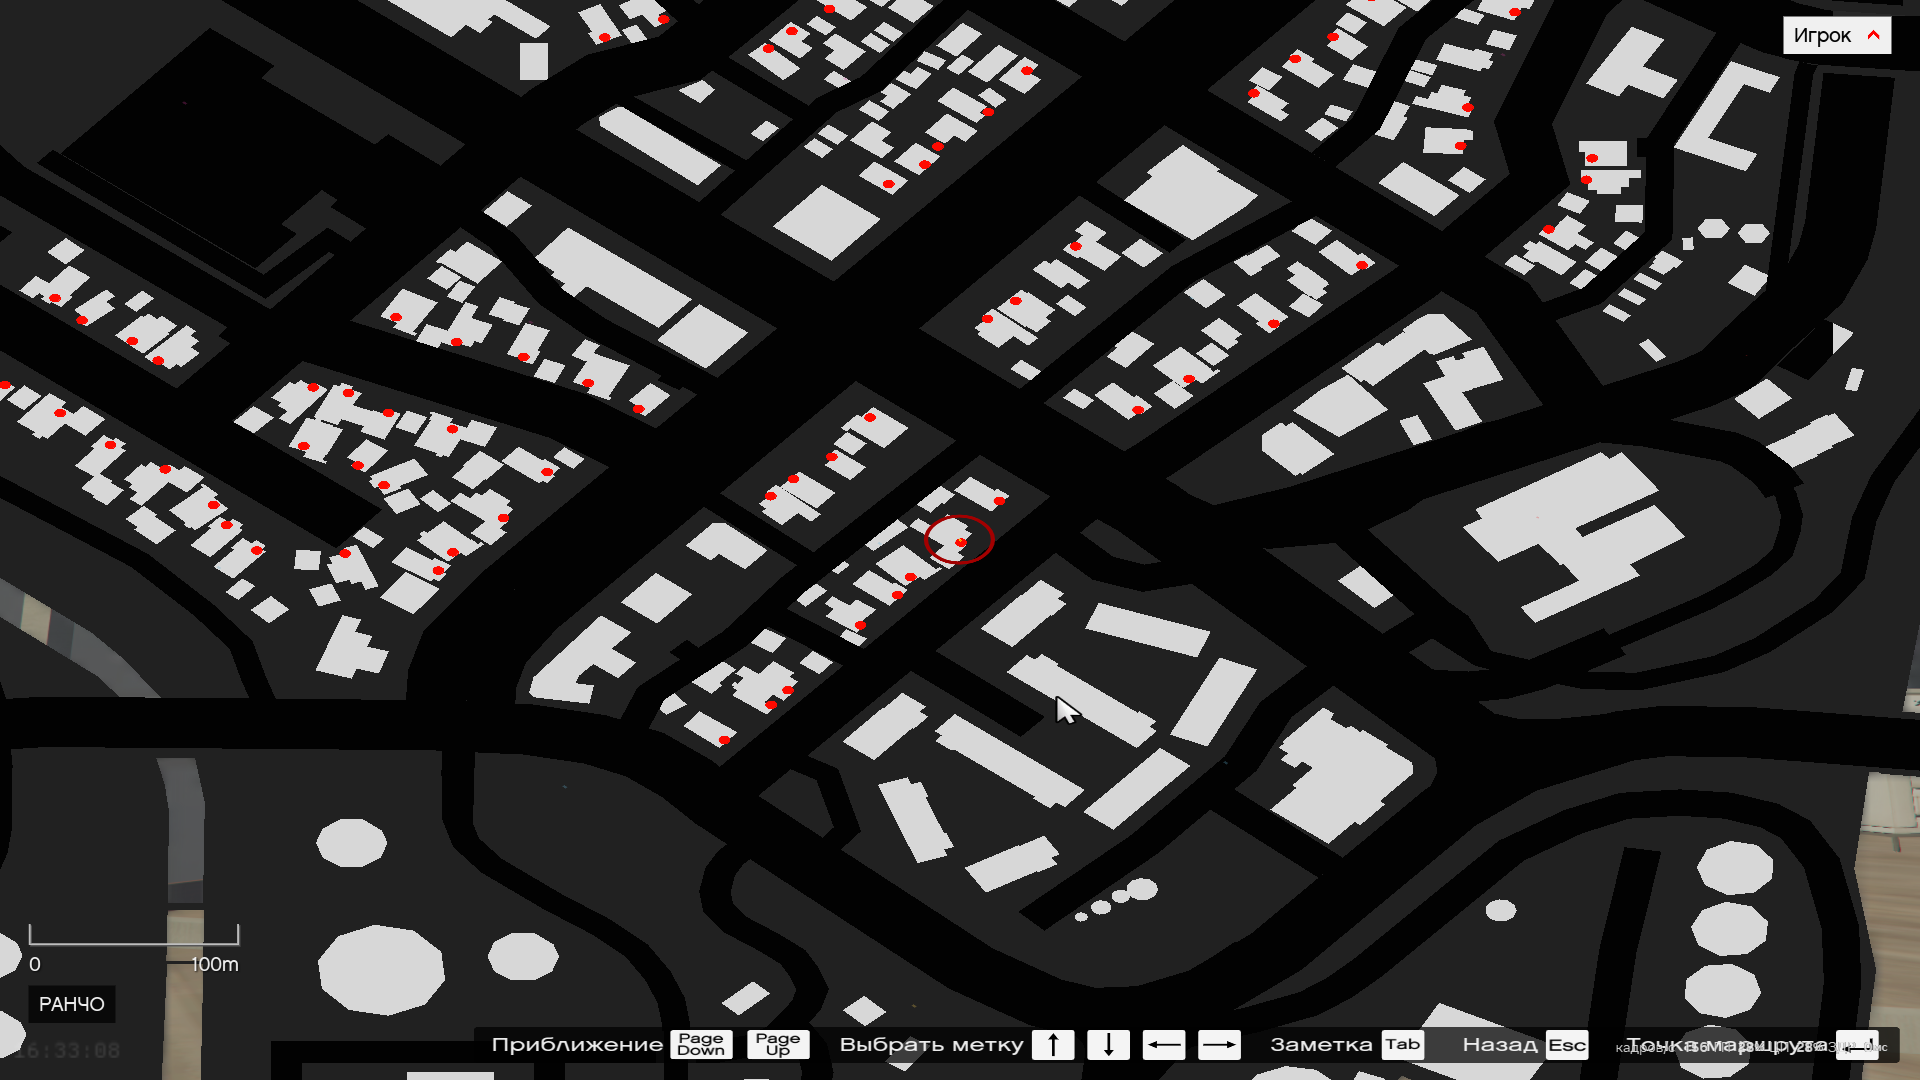 Игрок
0 100m
РАНЧО
16:33:08
Приближение Page Down Page Up Выбрать метку ↑ ↓ ← → Заметка Tab Назад Esc Точка маршрута